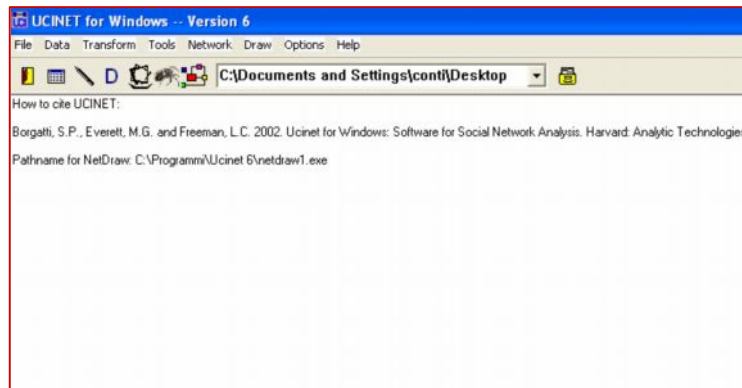 UCINET for Windows -- Version 6
File Data Transform Tools Network Draw Options Help
D C:\Documents and Settings\conti\Desktop
How to cite UCINET:
Borgatti, S.P., Everett, M.G. and Freeman, L.C. 2002. Ucinet for Windows: Software for Social Network Analysis. Harvard: Analytic Technologies
Pathname for NetDraw: C:\Programmi\Ucinet 6\netdraw1.exe